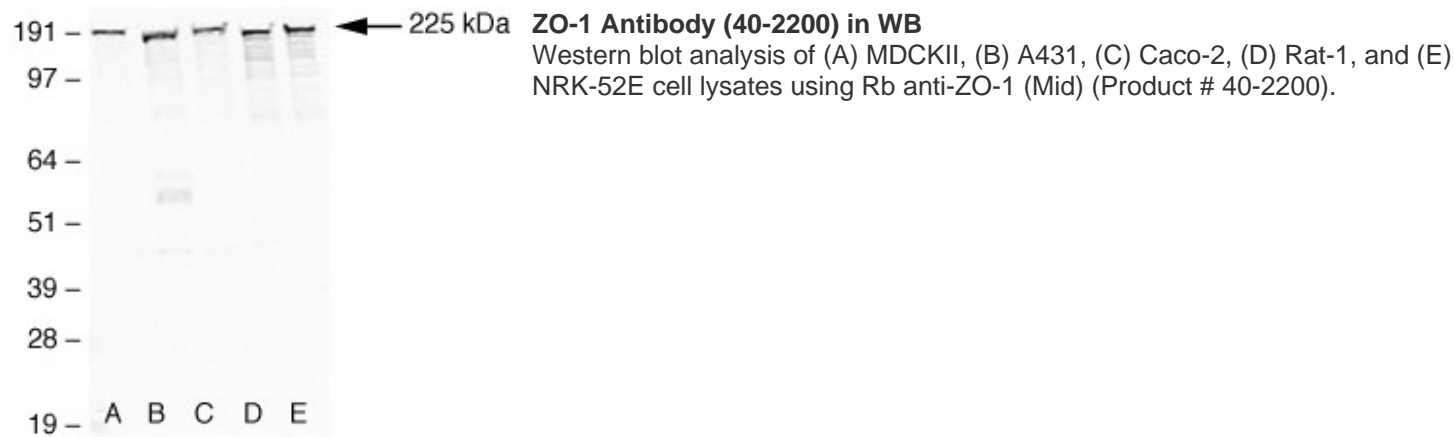 191 –
97 –
64 –
51 –
39 –
28 –
19 –
A B C D E
225 kDa
ZO-1 Antibody (40-2200) in WB
Western blot analysis of (A) MDCKII, (B) A431, (C) Caco-2, (D) Rat-1, and (E)
NRK-52E cell lysates using Rb anti-ZO-1 (Mid) (Product # 40-2200).